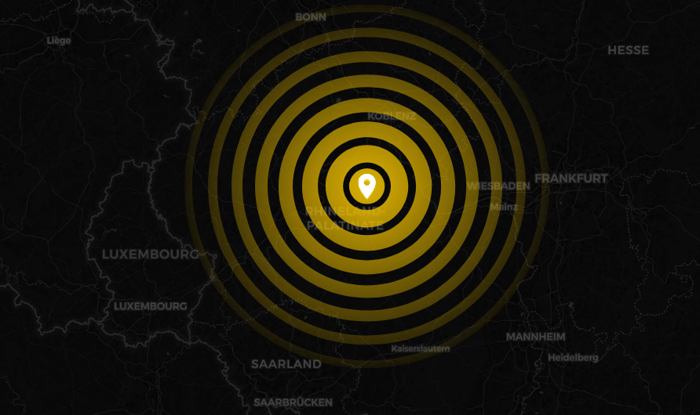 BONN
Liège
HESSE
KOBLENZ
FRANKFURT
WIESBADEN
Mainz
RHINELAND-
PALATINATE
LUXEMBOURG
LUXEMBOURG
MANNHEIM
Kaiserslautern
Heidelberg
SAARLAND
SAARBRÜCKEN